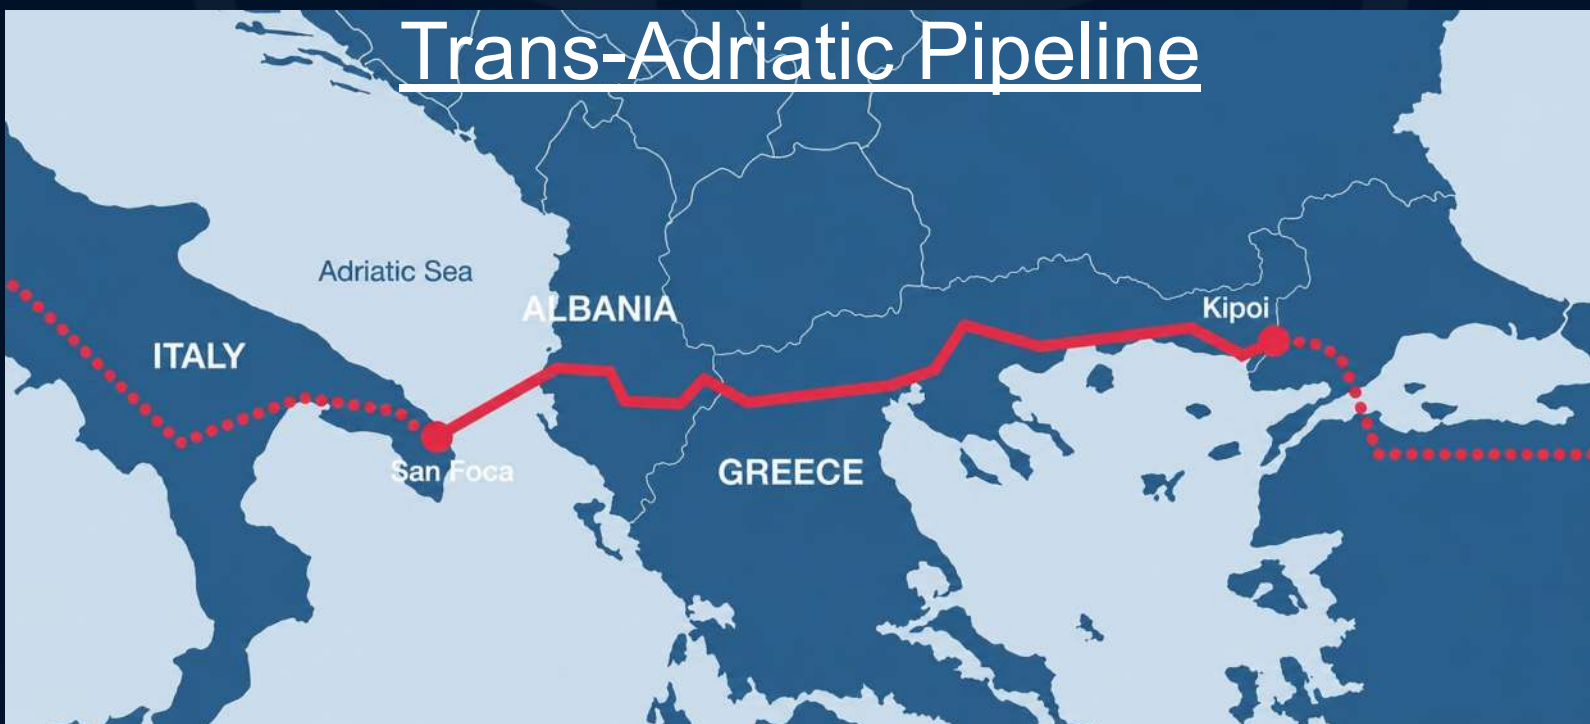 Trans-Adriatic Pipeline
Adriatic Sea
ALBANIA
Kipoi
ITALY
San Foca
GREECE